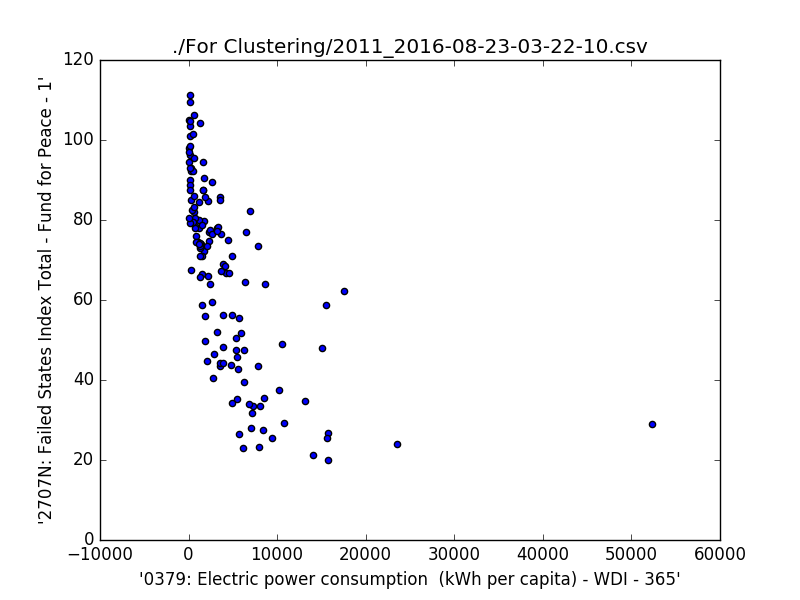 ./For Clustering/2011_2016-08-23-03-22-10.csv
120
100
80
60
40
20
0
'2707N: Failed States Index Total - Fund for Peace - 1'
−10000 0 10000 20000 30000 40000 50000 60000
'0379: Electric power consumption  (kWh per capita) - WDI - 365'